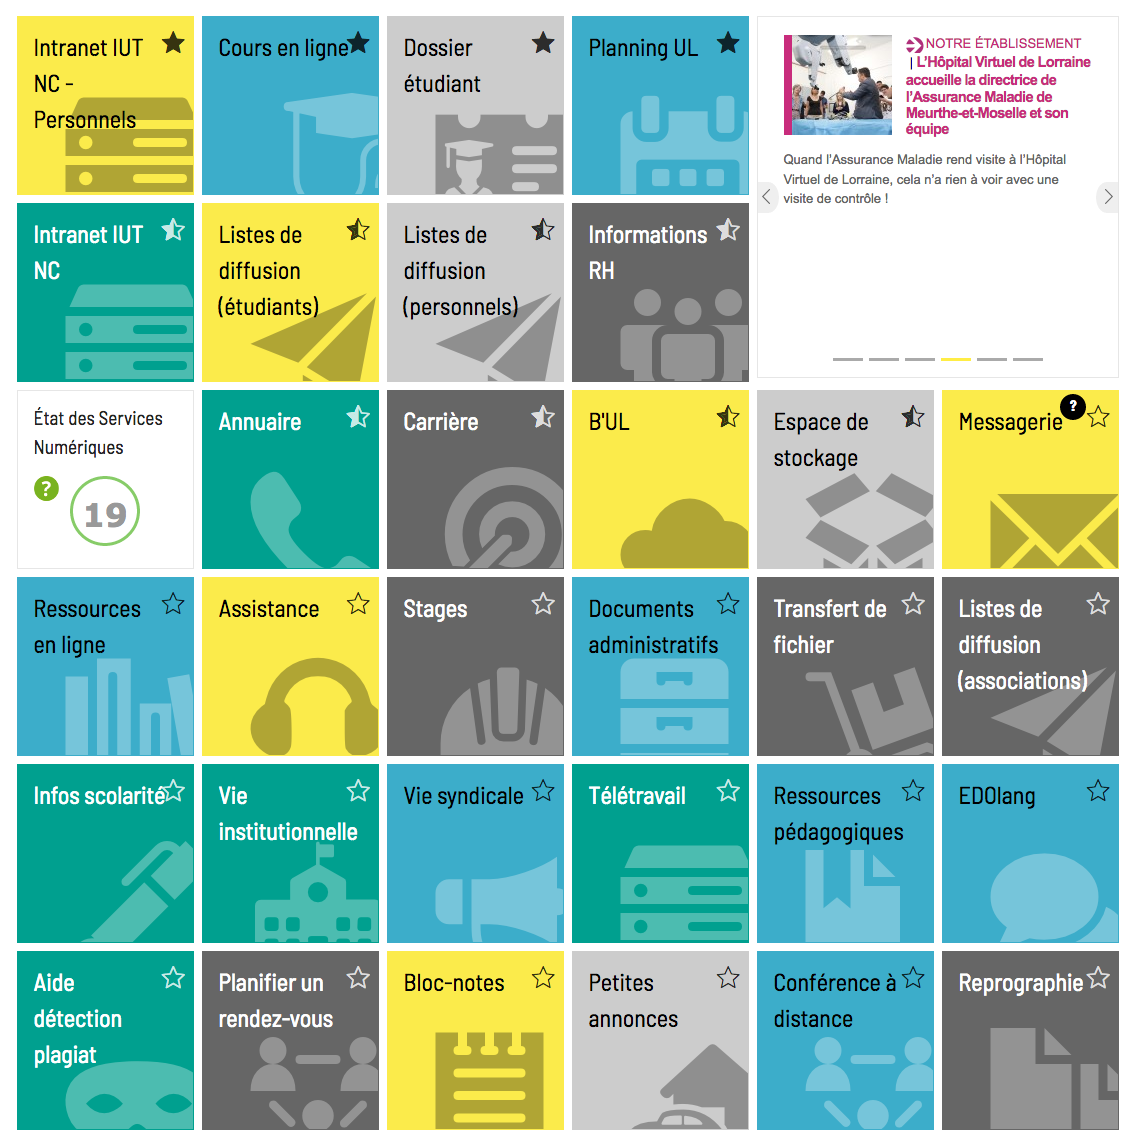 Intranet IUT
NC -
Personnels
Cours en ligne
Dossier
étudiant
Planning UL
NOTRE ÉTABLISSEMENT
| L'Hôpital Virtuel de Lorraine
accueille la directrice de
l'Assurance Maladie de
Meurthe-et-Moselle et son
équipe
Quand l'Assurance Maladie rend visite à l'Hôpital
Virtuel de Lorraine, cela n'a rien à voir avec une
visite de contrôle !
Intranet IUT
NC
Listes de
diffusion
(étudiants)
Listes de
diffusion
(personnels)
Informations
RH
État des Services
Numériques
?
19
Annuaire
Carrière
B'UL
Espace de
stockage
Messagerie
?
Ressources
en ligne
Assistance
Stages
Documents
administratifs
Transfert de
fichier
Listes de
diffusion
(associations)
Infos scolarité
Vie
institutionnelle
Vie syndicale
Télétravail
Ressources
pédagogiques
EDOlang
Aide
détection
plagiat
Planifier un
rendez-vous
Bloc-notes
Petites
annonces
Conférence à
distance
Reprographie